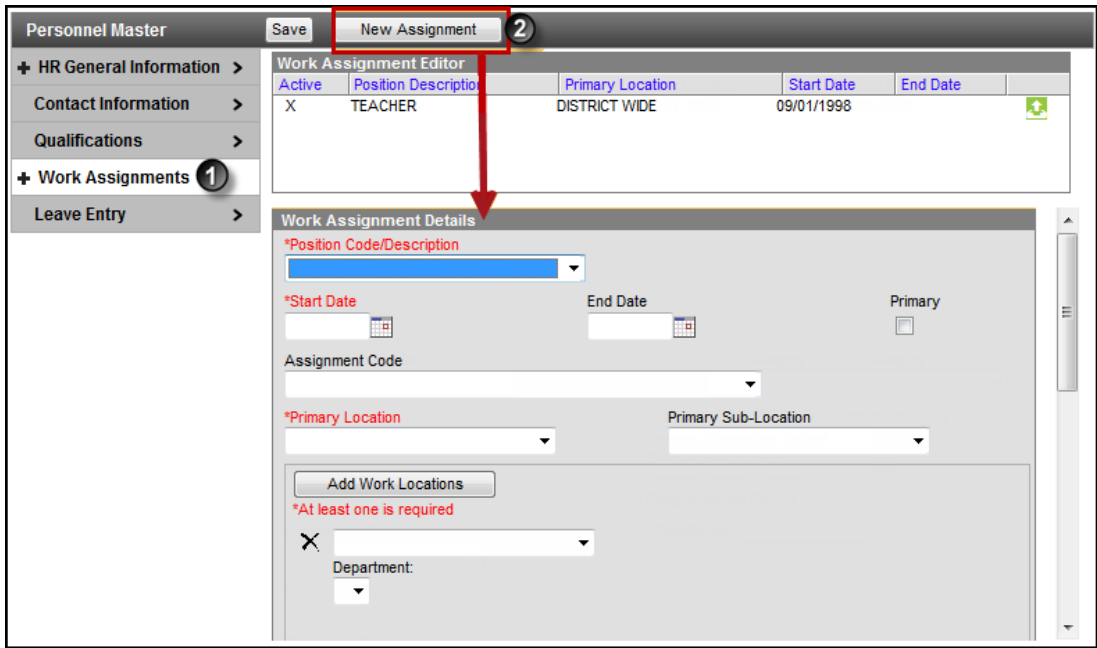 Personnel Master
Save
New Assignment
2
+ HR General Information >
Contact Information >
Qualifications >
+ Work Assignments 1
Leave Entry >
Work Assignment Editor
Active Position Description Primary Location Start Date End Date
X TEACHER DISTRICT WIDE 09/01/1998
Work Assignment Details
*Position Code/Description
*Start Date End Date Primary
Assignment Code
*Primary Location Primary Sub-Location
Add Work Locations
*At least one is required
Department: